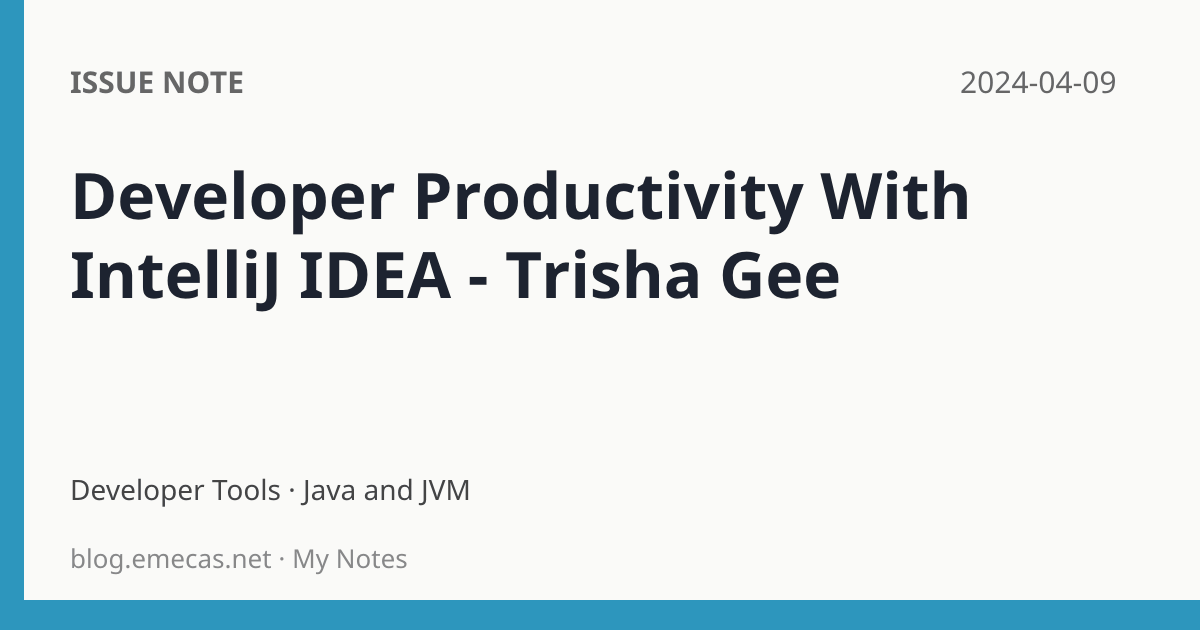 ISSUE NOTE
2024-04-09
Developer Productivity With
IntelliJ IDEA - Trisha Gee
Developer Tools · Java and JVM
blog.emecas.net · My Notes